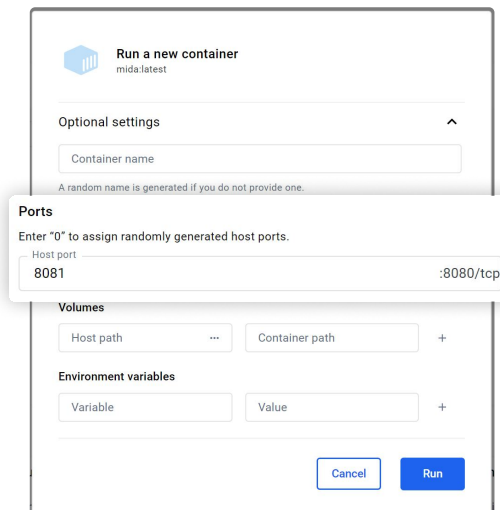 Run a new container
mida:latest
Optional settings
Container name
A random name is generated if you do not provide one.
Ports
Enter “0” to assign randomly generated host ports.
Host port
8081 :8080/tcp
Volumes
Host path ··· Container path +
Environment variables
Variable Value +
Cancel Run